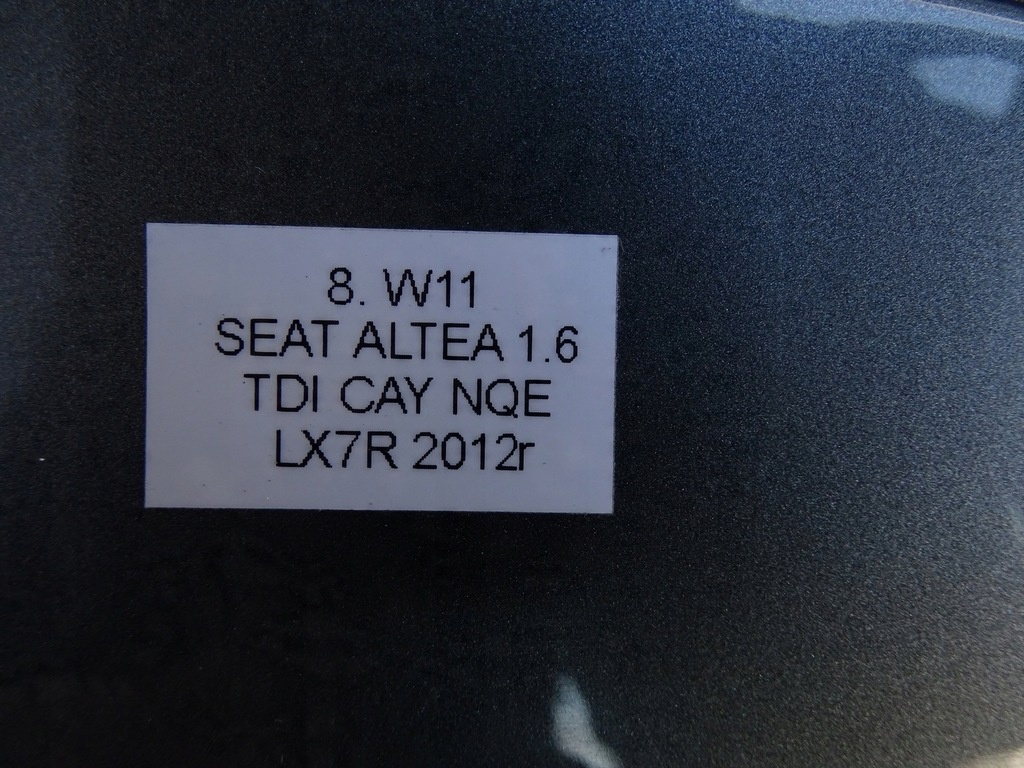 8. W11
SEAT ALTEA 1.6
TDI CAY NQE
LX7R 2012r